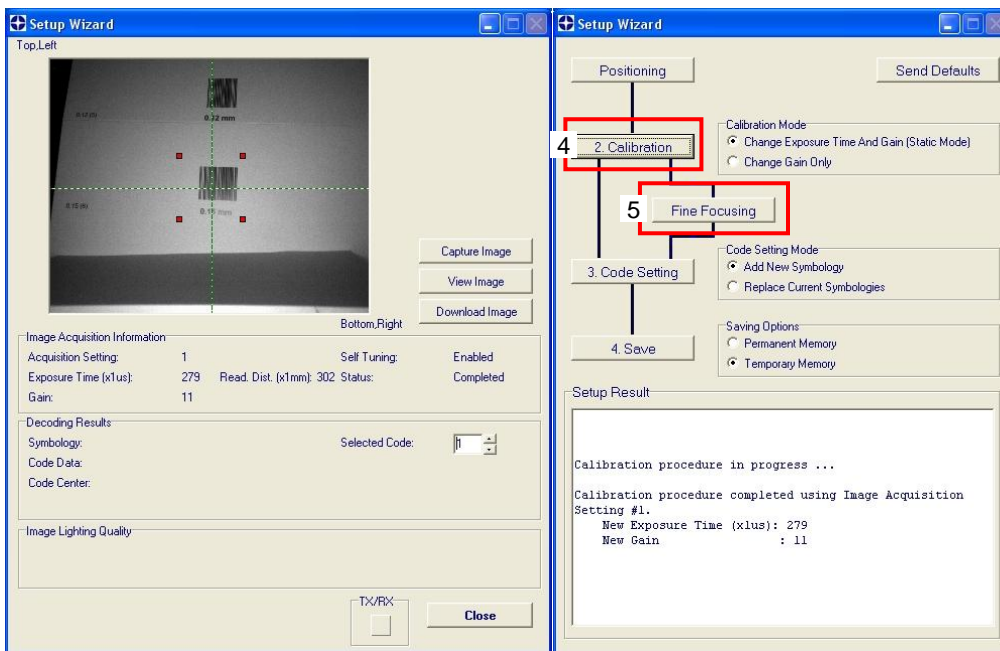 Setup Wizard
Top,Left
0.12 (5)
0.12 mm
0.15 (6)
0.15 mm
Capture Image
View Image
Download Image
Bottom,Right
Image Acquisition Information
Acquisition Setting: 1 Self Tuning: Enabled
Exposure Time (x1us): 279 Read. Dist. (x1mm): 302 Status: Completed
Gain: 11
Decoding Results
Symbology: Selected Code: 1
Code Data:
Code Center:
Image Lighting Quality
TX/RX
Close
Setup Wizard
Positioning Send Defaults
4 2. Calibration
Calibration Mode
Change Exposure Time And Gain (Static Mode)
Change Gain Only
5 Fine Focusing
3. Code Setting
Code Setting Mode
Add New Symbology
Replace Current Symbologies
4. Save
Saving Options
Permanent Memory
Temporary Memory
Setup Result
Calibration procedure in progress ...
Calibration procedure completed using Image Acquisition
Setting #1.
New Exposure Time (x1us): 279
New Gain : 11